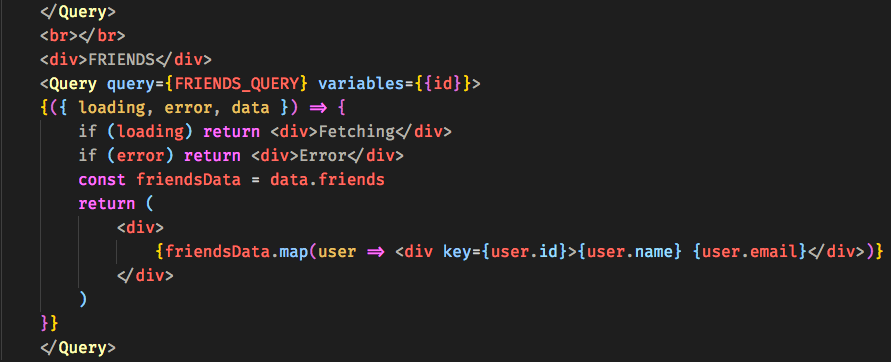 </Query>
<br></br>
<div>FRIENDS</div>
<Query query={FRIENDS_QUERY} variables={{id}}>
{({ loading, error, data }) => {
if (loading) return <div>Fetching</div>
if (error) return <div>Error</div>
const friendsData = data.friends
return (
<div>
{friendsData.map(user => <div key={user.id}>{user.name} {user.email}</div>)}
</div>
)
}}
</Query>